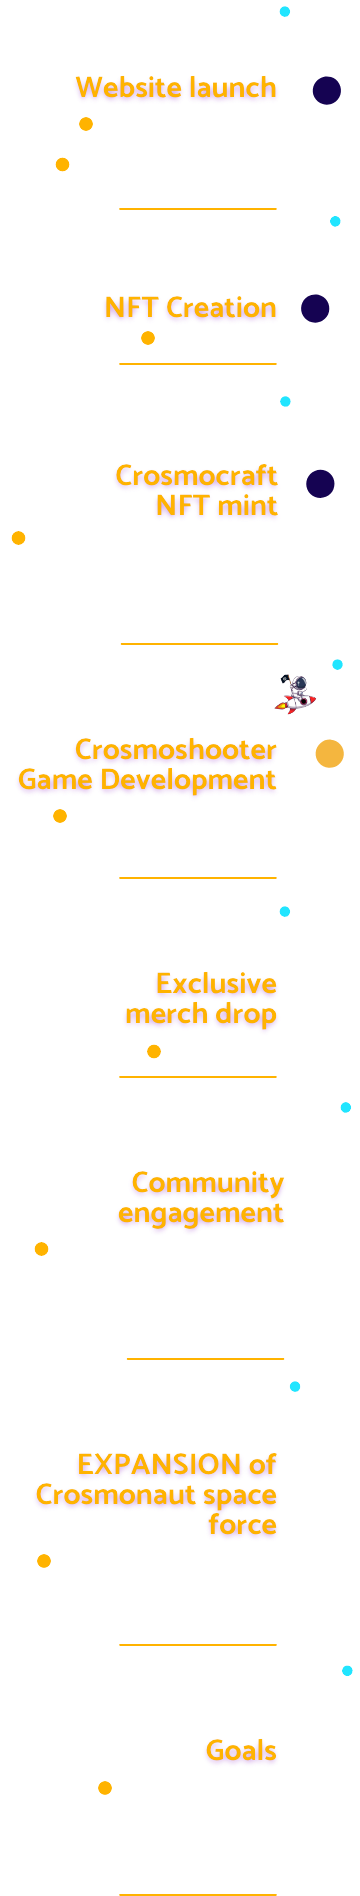 Website launch
NFT Creation
Crosmocraft
NFT mint
Crosmoshooter
Game Development
Exclusive
merch drop
Community
engagement
EXPANSION of
Crosmonaut space
force
Goals